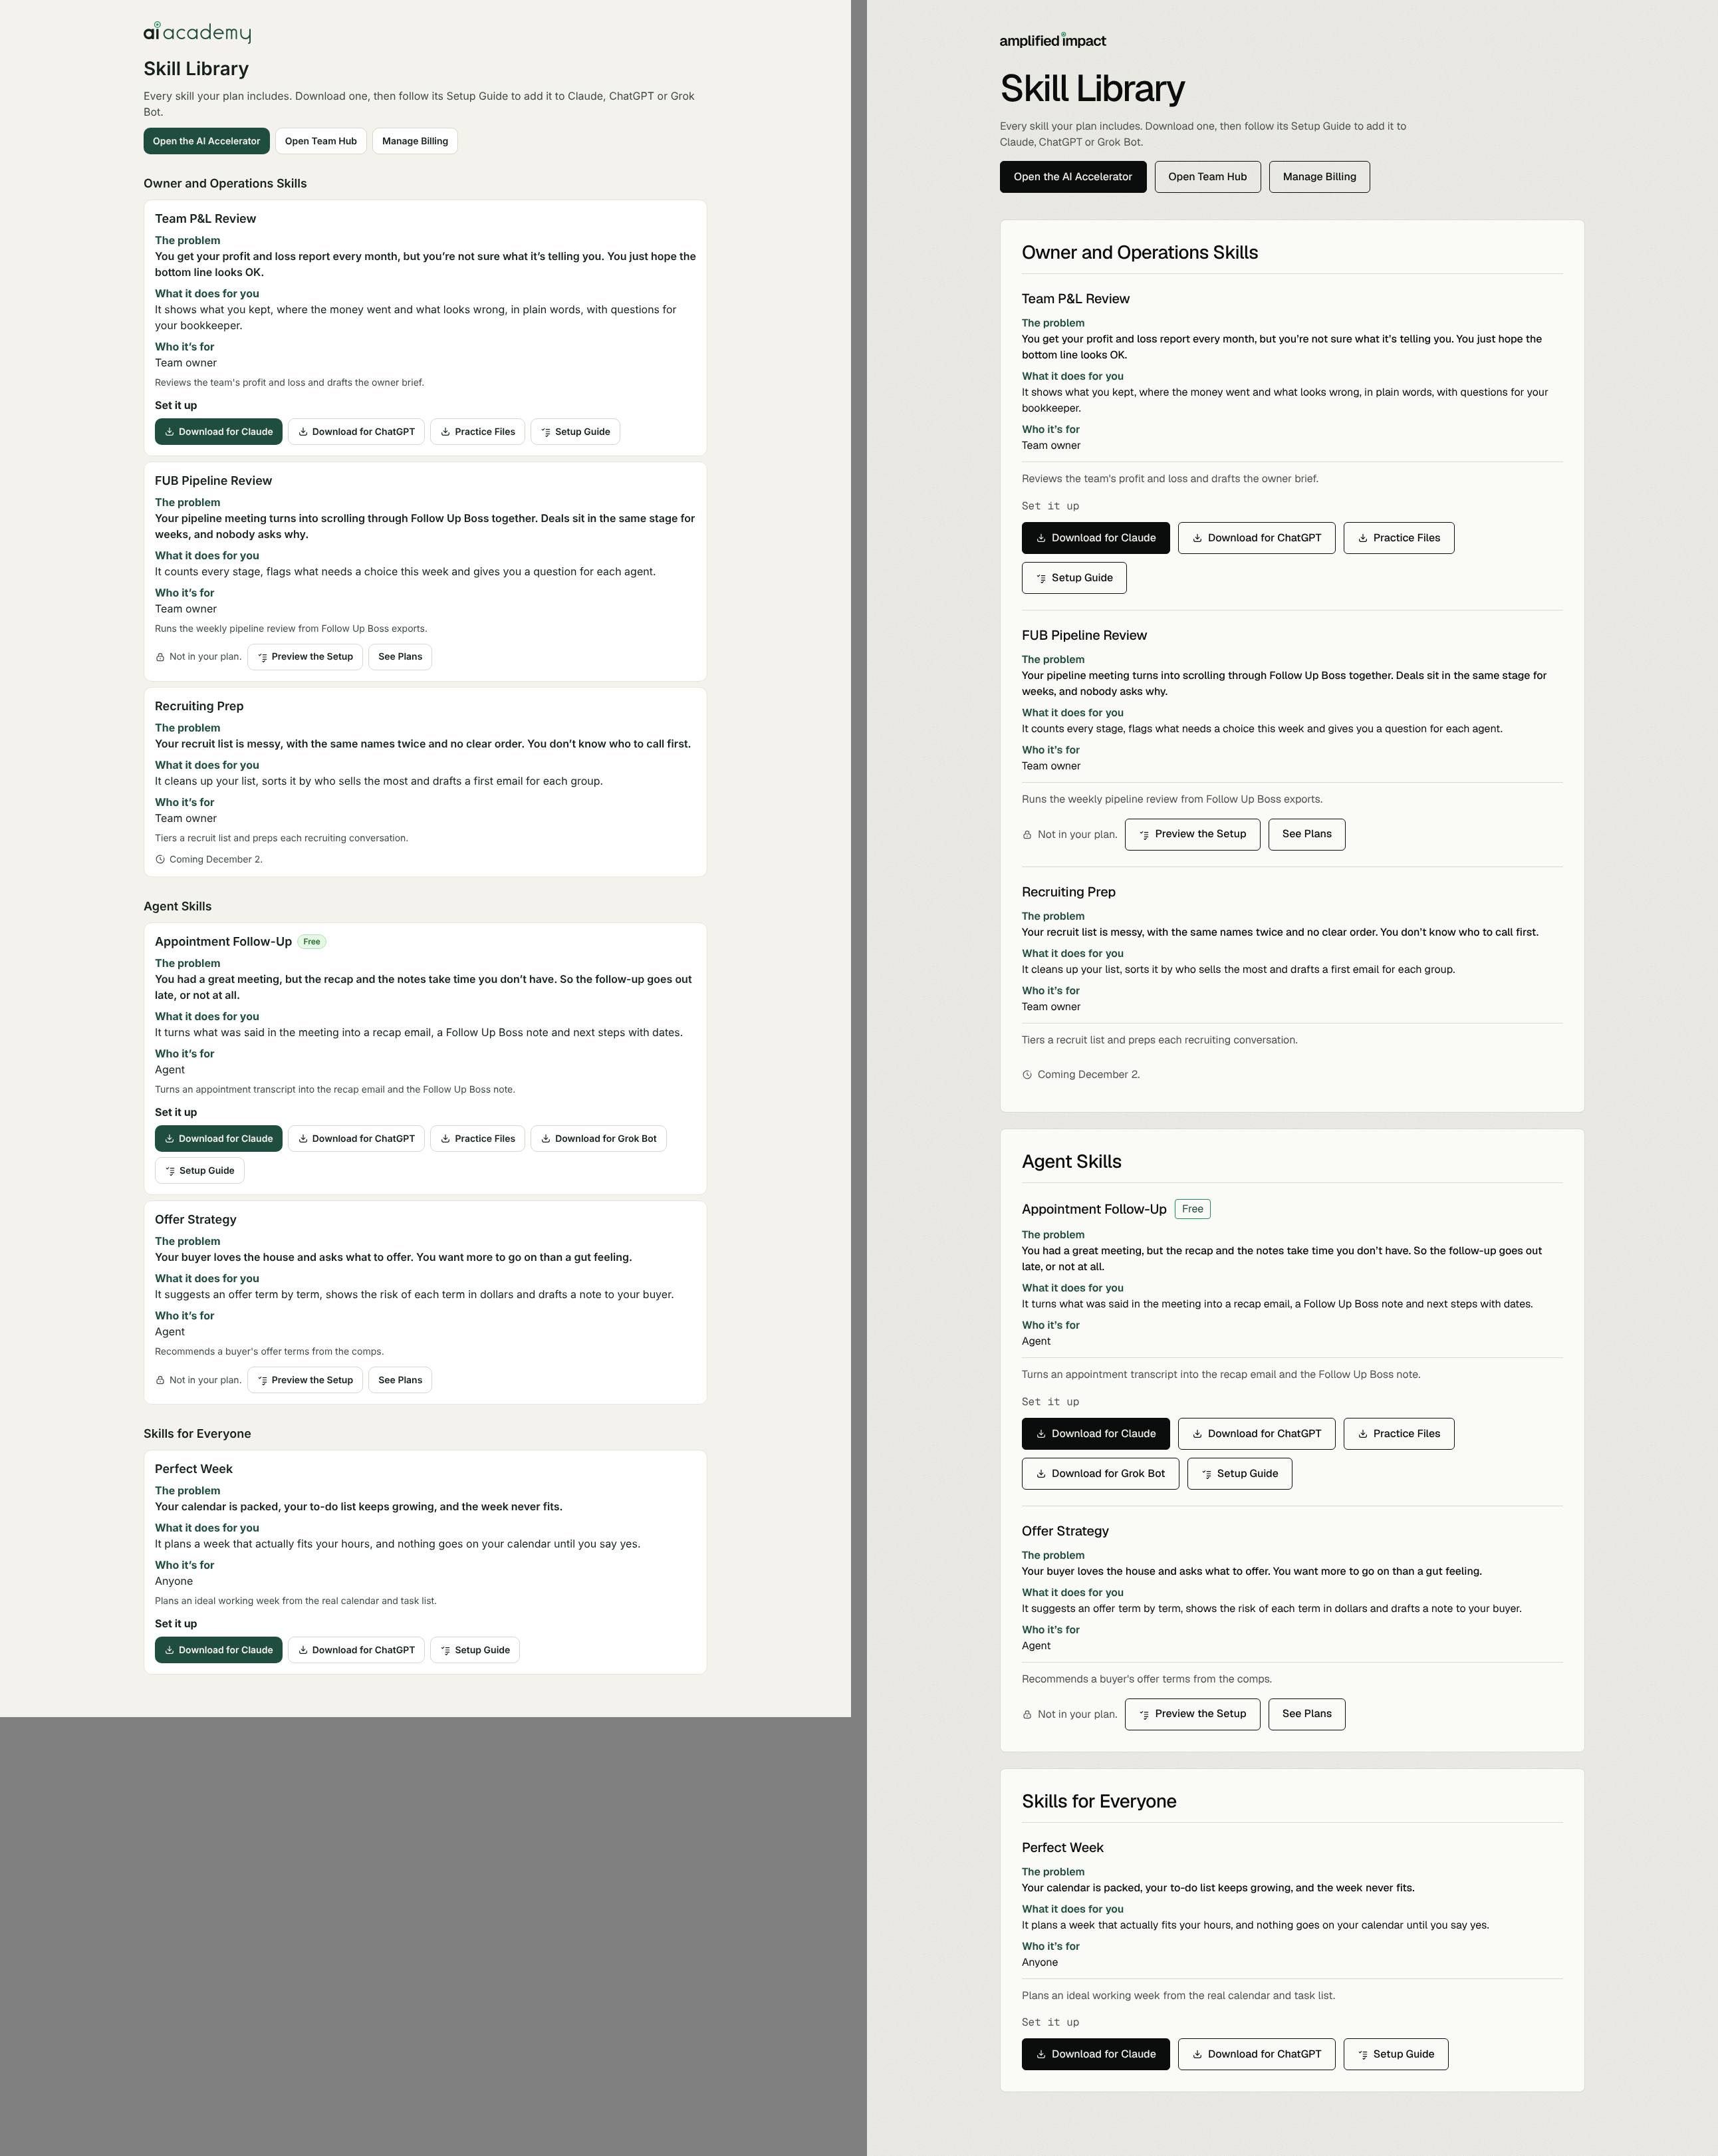 ai academy
Skill Library
Every skill your plan includes. Download one, then follow its Setup Guide to add it to Claude, ChatGPT or Grok
Bot.
Open the AI Accelerator
Open Team Hub
Manage Billing
Owner and Operations Skills
Team P&L Review
The problem
You get your profit and loss report every month, but you’re not sure what it’s telling you. You just hope the
bottom line looks OK.
What it does for you
It shows what you kept, where the money went and what looks wrong, in plain words, with questions for
your bookkeeper.
Who it’s for
Team owner
Reviews the team's profit and loss and drafts the owner brief.
Set it up
Download for Claude
Download for ChatGPT
Practice Files
Setup Guide
FUB Pipeline Review
The problem
Your pipeline meeting turns into scrolling through Follow Up Boss together. Deals sit in the same stage for
weeks, and nobody asks why.
What it does for you
It counts every stage, flags what needs a choice this week and gives you a question for each agent.
Who it’s for
Team owner
Runs the weekly pipeline review from Follow Up Boss exports.
Not in your plan.
Preview the Setup
See Plans
Recruiting Prep
The problem
Your recruit list is messy, with the same names twice and no clear order. You don’t know who to call first.
What it does for you
It cleans up your list, sorts it by who sells the most and drafts a first email for each group.
Who it’s for
Team owner
Tiers a recruit list and preps each recruiting conversation.
Coming December 2.
Agent Skills
Appointment Follow-Up
Free
The problem
You had a great meeting, but the recap and the notes take time you don’t have. So the follow-up goes out
late, or not at all.
What it does for you
It turns what was said in the meeting into a recap email, a Follow Up Boss note and next steps with dates.
Who it’s for
Agent
Turns an appointment transcript into the recap email and the Follow Up Boss note.
Set it up
Download for Claude
Download for ChatGPT
Practice Files
Download for Grok Bot
Setup Guide
Offer Strategy
The problem
Your buyer loves the house and asks what to offer. You want more to go on than a gut feeling.
What it does for you
It suggests an offer term by term, shows the risk of each term in dollars and drafts a note to your buyer.
Who it’s for
Agent
Recommends a buyer's offer terms from the comps.
Not in your plan.
Preview the Setup
See Plans
Skills for Everyone
Perfect Week
The problem
Your calendar is packed, your to-do list keeps growing, and the week never fits.
What it does for you
It plans a week that actually fits your hours, and nothing goes on your calendar until you say yes.
Who it’s for
Anyone
Plans an ideal working week from the real calendar and task list.
Set it up
Download for Claude
Download for ChatGPT
Setup Guide
amplified impact
Skill Library
Every skill your plan includes. Download one, then follow its Setup Guide to add it to
Claude, ChatGPT or Grok Bot.
Open the AI Accelerator
Open Team Hub
Manage Billing
Owner and Operations Skills
Team P&L Review
The problem
You get your profit and loss report every month, but you’re not sure what it’s telling you. You just hope the
bottom line looks OK.
What it does for you
It shows what you kept, where the money went and what looks wrong, in plain words, with questions for your
bookkeeper.
Who it’s for
Team owner
Reviews the team's profit and loss and drafts the owner brief.
Set it up
Download for Claude
Download for ChatGPT
Practice Files
Setup Guide
FUB Pipeline Review
The problem
Your pipeline meeting turns into scrolling through Follow Up Boss together. Deals sit in the same stage for
weeks, and nobody asks why.
What it does for you
It counts every stage, flags what needs a choice this week and gives you a question for each agent.
Who it’s for
Team owner
Runs the weekly pipeline review from Follow Up Boss exports.
Not in your plan.
Preview the Setup
See Plans
Recruiting Prep
The problem
Your recruit list is messy, with the same names twice and no clear order. You don’t know who to call first.
What it does for you
It cleans up your list, sorts it by who sells the most and drafts a first email for each group.
Who it’s for
Team owner
Tiers a recruit list and preps each recruiting conversation.
Coming December 2.
Agent Skills
Appointment Follow-Up
Free
The problem
You had a great meeting, but the recap and the notes take time you don’t have. So the follow-up goes out
late, or not at all.
What it does for you
It turns what was said in the meeting into a recap email, a Follow Up Boss note and next steps with dates.
Who it’s for
Agent
Turns an appointment transcript into the recap email and the Follow Up Boss note.
Set it up
Download for Claude
Download for ChatGPT
Practice Files
Download for Grok Bot
Setup Guide
Offer Strategy
The problem
Your buyer loves the house and asks what to offer. You want more to go on than a gut feeling.
What it does for you
It suggests an offer term by term, shows the risk of each term in dollars and drafts a note to your buyer.
Who it’s for
Agent
Recommends a buyer's offer terms from the comps.
Not in your plan.
Preview the Setup
See Plans
Skills for Everyone
Perfect Week
The problem
Your calendar is packed, your to-do list keeps growing, and the week never fits.
What it does for you
It plans a week that actually fits your hours, and nothing goes on your calendar until you say yes.
Who it’s for
Anyone
Plans an ideal working week from the real calendar and task list.
Set it up
Download for Claude
Download for ChatGPT
Setup Guide